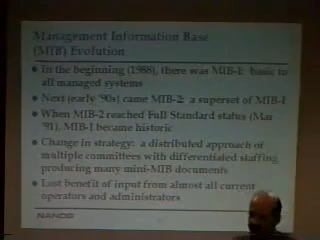 Management Information Base
(MIB) Evolution
In the beginning (1988), there was MIB-I: basic to
all managed systems
Next (early '90s) came MIB-2: a superset of MIB-I
When MIB-2 reached Full Standard status (Mar
'91), MIB-I became historic
Change in strategy: a distributed approach of
multiple committees with differentiated staffing
producing many mini-MIB documents
Lost benefit of input from almost all current
operators and administrators
NANOG